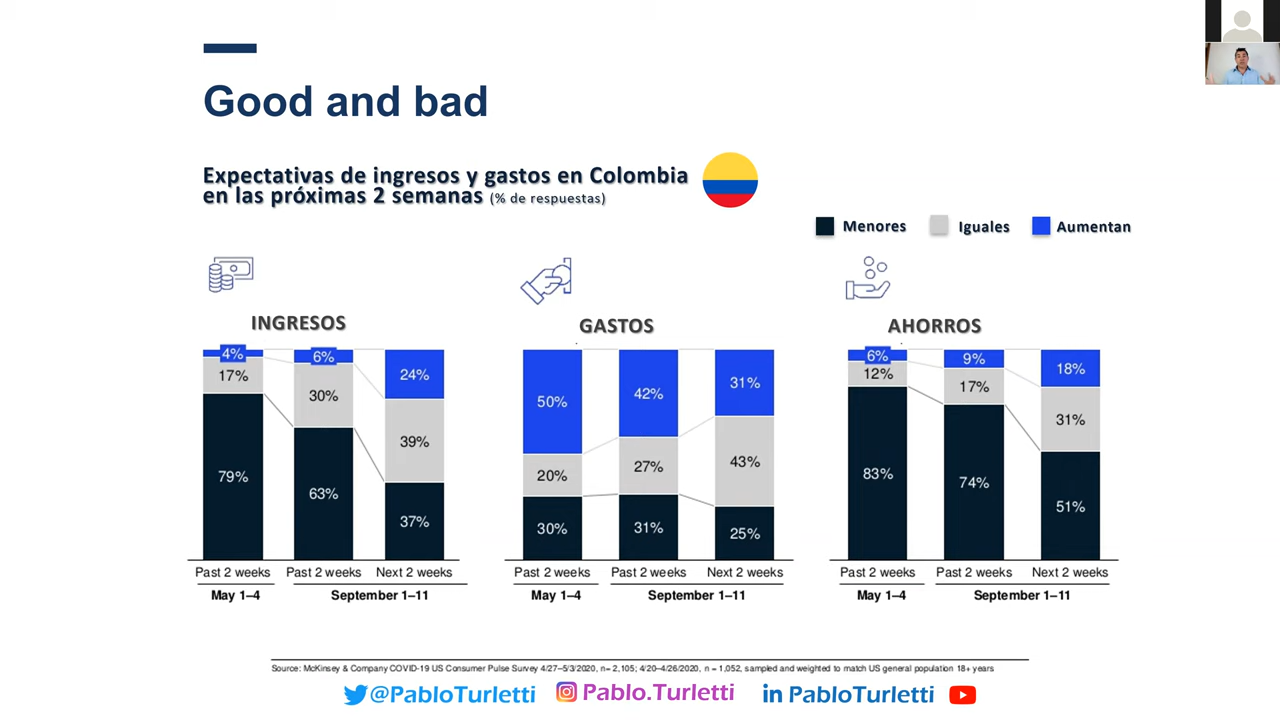 Good and bad
Expectativas de ingresos y gastos en Colombia
en las próximas 2 semanas (% de respuestas)
Menores Iguales Aumentan
INGRESOS
4% 6% 24%
17% 30% 39%
79% 63% 37%
Past 2 weeks Past 2 weeks Next 2 weeks
May 1–4 September 1–11
GASTOS
50% 42% 31%
20% 27% 43%
30% 31% 25%
Past 2 weeks Past 2 weeks Next 2 weeks
May 1–4 September 1–11
AHORROS
6% 9% 18%
12% 17% 31%
83% 74% 51%
Past 2 weeks Past 2 weeks Next 2 weeks
May 1–4 September 1–11
Source: McKinsey & Company COVID-19 US Consumer Pulse Survey 4/27–5/3/2020, n= 2,105; 4/20–4/26/2020, n = 1,052, sampled and weighted to match US general population 18+ years
@PabloTurletti Pablo.Turletti in PabloTurletti